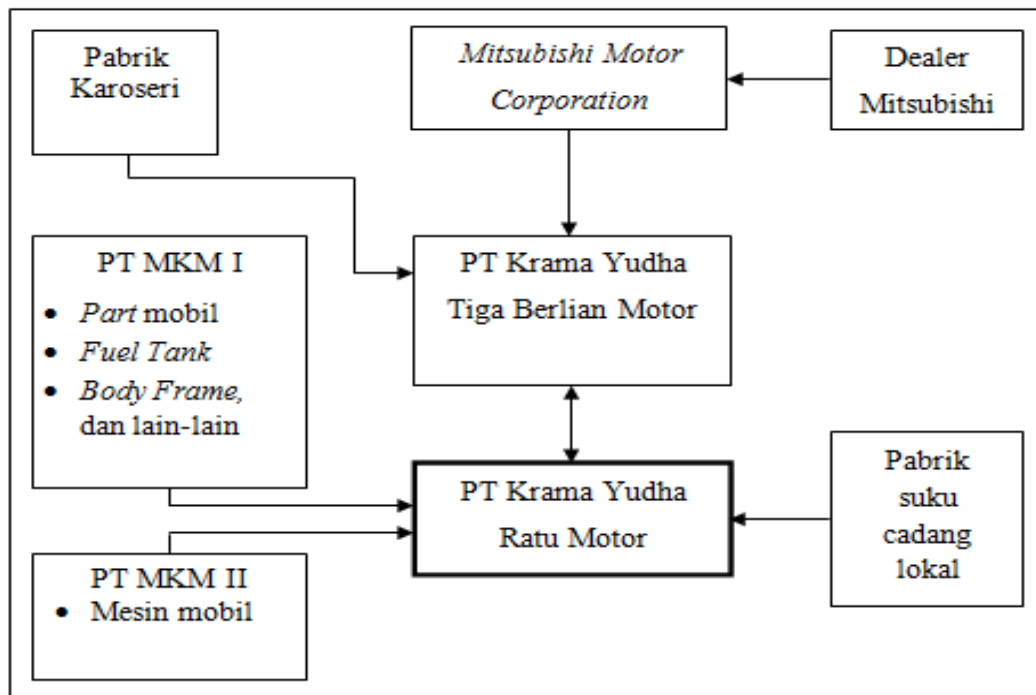 Pabrik
Karoseri
Mitsubishi Motor
Corporation
Dealer
Mitsubishi
PT MKM I
• Part mobil
• Fuel Tank
• Body Frame,
dan lain-lain
PT Krama Yudha
Tiga Berlian Motor
PT Krama Yudha
Ratu Motor
Pabrik
suku
cadang
lokal
PT MKM II
• Mesin mobil